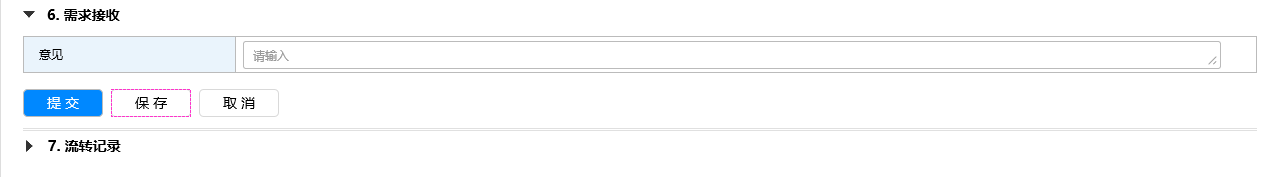 6. 需求接收
意见 请输入
提 交 保 存 取 消
7. 流转记录